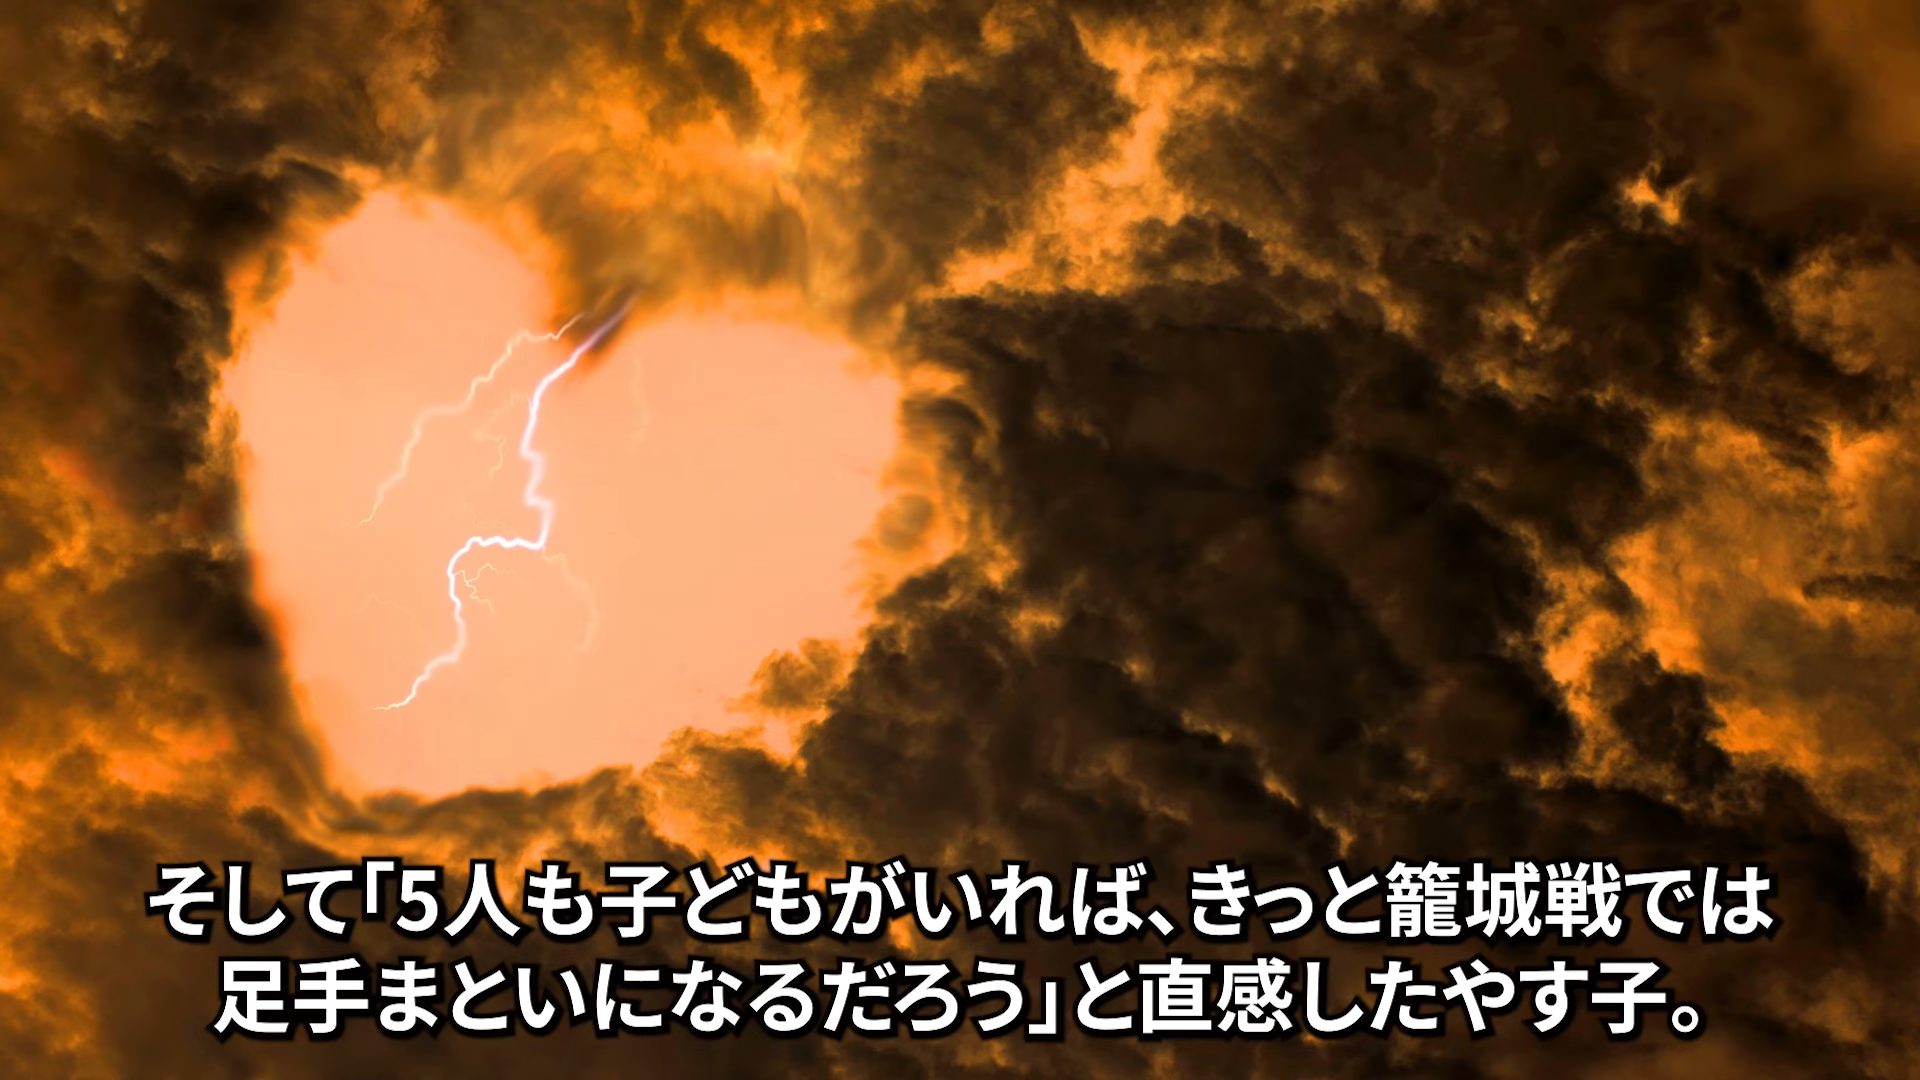 そして「5人も子どもがいれば、きっと籠城戦では
足手まといになるだろう」と直感したやす子。